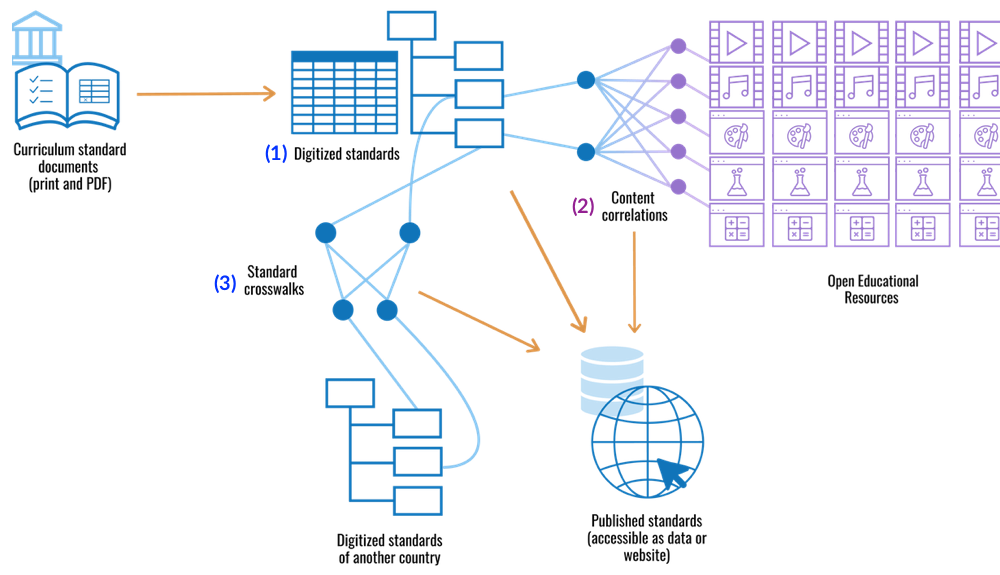 Curriculum standard
documents
(print and PDF)
(1) Digitized standards
(2) Content
correlations
Open Educational
Resources
(3) Standard
crosswalks
Digitized standards
of another country
Published standards
(accessible as data or
website)